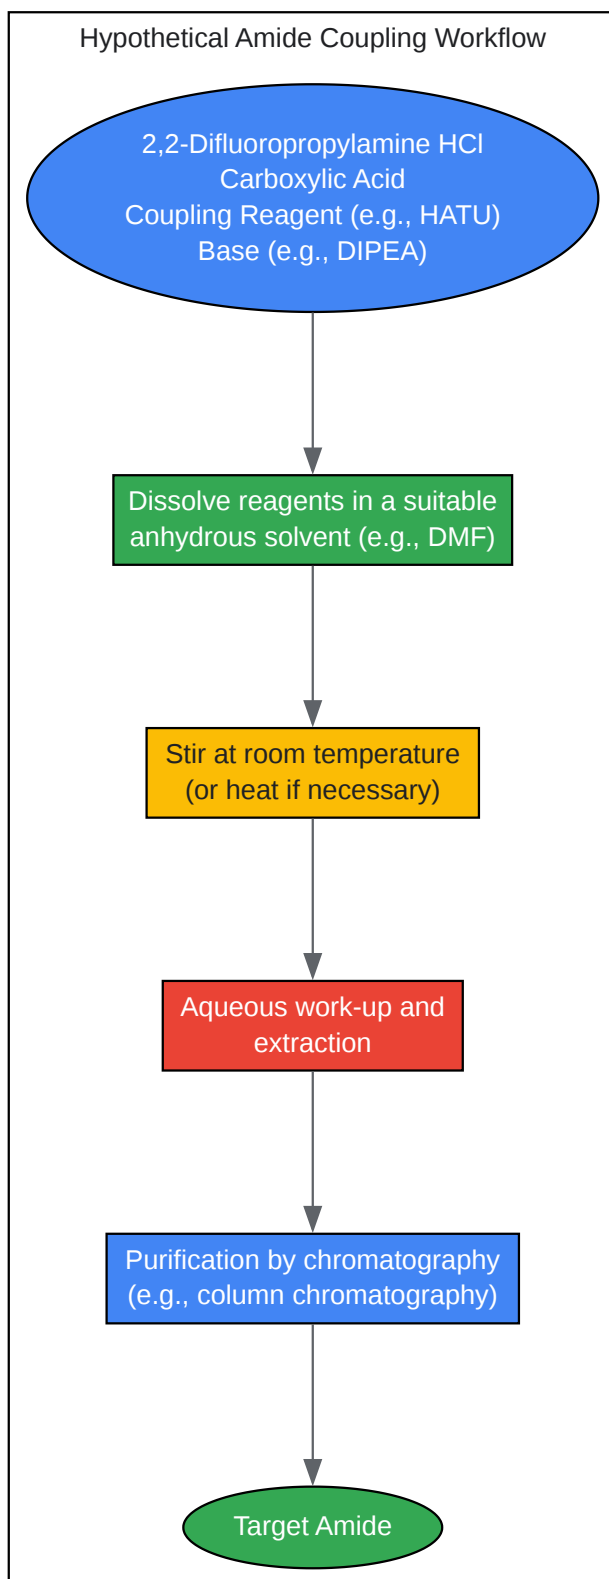 Hypothetical Amide Coupling Workflow
2,2-Difluoropropylamine HCl
Carboxylic Acid
Coupling Reagent (e.g., HATU)
Base (e.g., DIPEA)
Dissolve reagents in a suitable
anhydrous solvent (e.g., DMF)
Stir at room temperature
(or heat if necessary)
Aqueous work-up and
extraction
Purification by chromatography
(e.g., column chromatography)
Target Amide